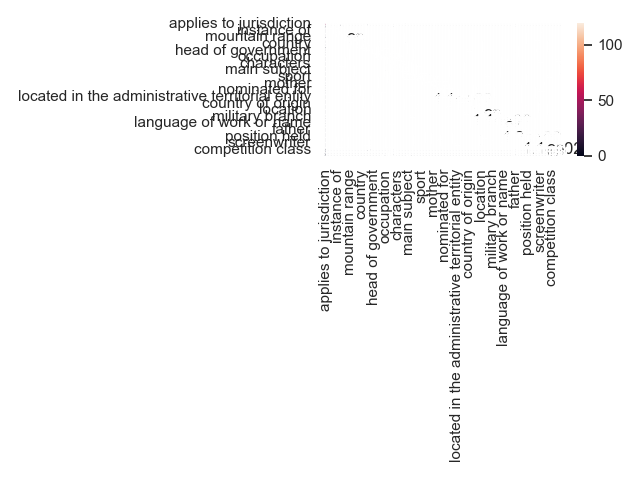 applies to jurisdiction
instance of
mountain range
country
head of government
occupation
characters
main subject
sport
mother
nominated for
located in the administrative territorial entity
country of origin
location
military branch
language of work or name
father
position held
screenwriter
competition class
100
50
0
applies to jurisdiction
instance of
mountain range
country
head of government
occupation
characters
main subject
sport
mother
nominated for
located in the administrative territorial entity
country of origin
location
military branch
language of work or name
father
position held
screenwriter
competition class